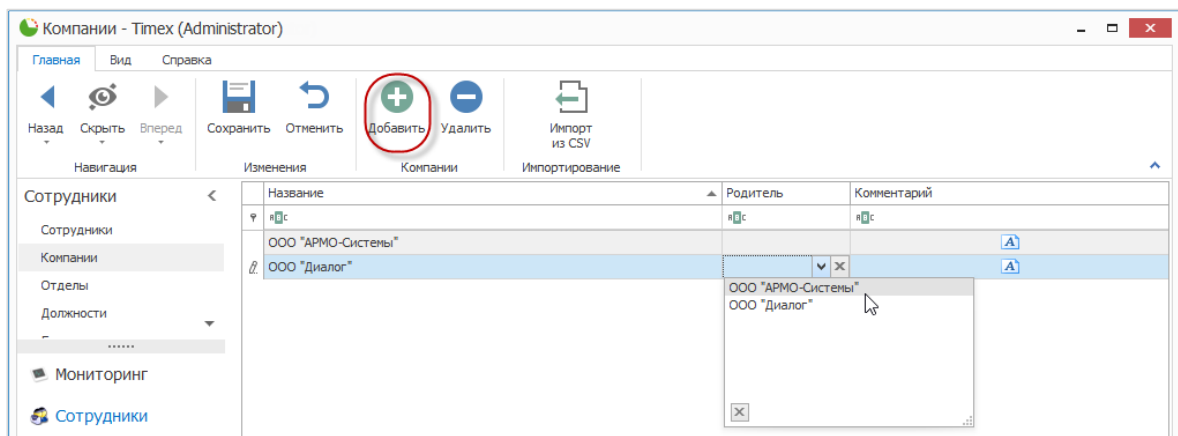 Компании - Timex (Administrator)
Главная Вид Справка
Назад Скрыть Вперед Сохранить Отменить Добавить Удалить Импорт из CSV
Навигация Изменения Компании Импортирование
Сотрудники
Сотрудники
Компании
Отделы
Должности
Мониторинг
Сотрудники
Название Родитель Комментарий
ООО "АРМО-Системы"
ООО "Диалог"
ООО "АРМО-Системы"
ООО "Диалог"